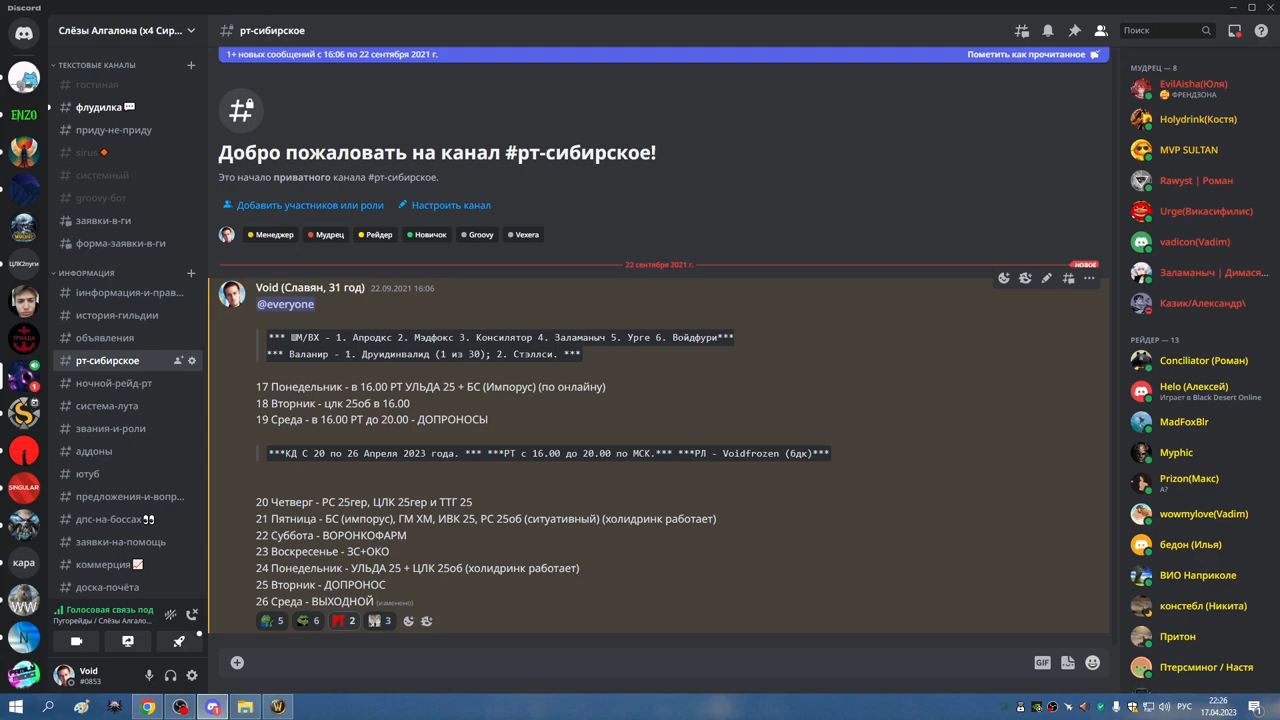 Discord
Слёзы Алгалона (x4 Сир...
рт-сибирское
Поиск
1+ новых сообщений с 16:06 по 22 сентября 2021 г.
Пометить как прочитанное
ТЕКСТОВЫЕ КАНАЛЫ
гостиная
флудилка
приду-не-приду
sirus
системный
groovy-бот
заявки-в-ги
форма-заявки-в-ги
ИНФОРМАЦИЯ
информация-и-прав...
история-гильдии
объявления
рт-сибирское
ночной-рейд-рт
система-лута
звания-и-роли
аддоны
ютуб
предложения-и-вопр...
дпс-на-боссах
заявки-на-помощь
коммерция
доска-почёта
Голосовая связь под
Пугорейды / Слёзы Алгало...
Void
#0853
ENZO
ЦЛК2пуги
ТРИАДА
1
SINGULAR
кара
WW
N
Добро пожаловать на канал #рт-сибирское!
Это начало приватного канала #рт-сибирское.
Добавить участников или роли
Настроить канал
Менеджер
Мудрец
Рейдер
Новичок
Groovy
Vexera
22 сентября 2021 г.
НОВОЕ
Void (Славян, 31 год) 22.09.2021 16:06
@everyone
*** ШМ/ВХ - 1. Апродкс 2. Мэдфокс 3. Консилятор 4. Заламаныч 5. Урге 6. Войдфури***
*** Валанир - 1. Друидинвалид (1 из 30); 2. Стэллси. ***
17 Понедельник - в 16.00 РТ УЛЬДА 25 + БС (Импорус) (по онлайну)
18 Вторник - цлк 25об в 16.00
19 Среда - в 16.00 РТ до 20.00 - ДОПРОНОСЫ
***КД С 20 по 26 Апреля 2023 года. *** ***РТ с 16.00 до 20.00 по МСК.*** ***РЛ - Voidfrozen (бдк)***
20 Четверг - РС 25гер, ЦЛК 25гер и ТТГ 25
21 Пятница - БС (импорус), ГМ ХМ, ИВК 25, РС 25об (ситуативный) (холидринк работает)
22 Суббота - ВОРОНКОФАРМ
23 Воскресенье - ЗС+ОКО
24 Понедельник - УЛЬДА 25 + ЦЛК 25об (холидринк работает)
25 Вторник - ДОПРОНОС
26 Среда - ВЫХОДНОЙ (изменено)
5
6
2
3
GIF
МУДРЕЦ — 8
EvilAisha(Юля)
ФРЕНДЗОНА
Holydrink(Костя)
MVP SULTAN
Rawyst | Роман
Urge(Викасифилис)
vadicon(Vadim)
Заламаныч | Димася...
Казик/Александр\
РЕЙДЕР — 13
Conciliator (Роман)
Helo (Алексей)
Играет в Black Desert Online
MadFoxBlr
Myphic
Prizon(Макс)
А?
wowmylove(Vadim)
бедон (Илья)
ВИО Наприколе
констебл (Никита)
Притон
Птерсминог / Настя
РУС
22:26
17.04.2023
1